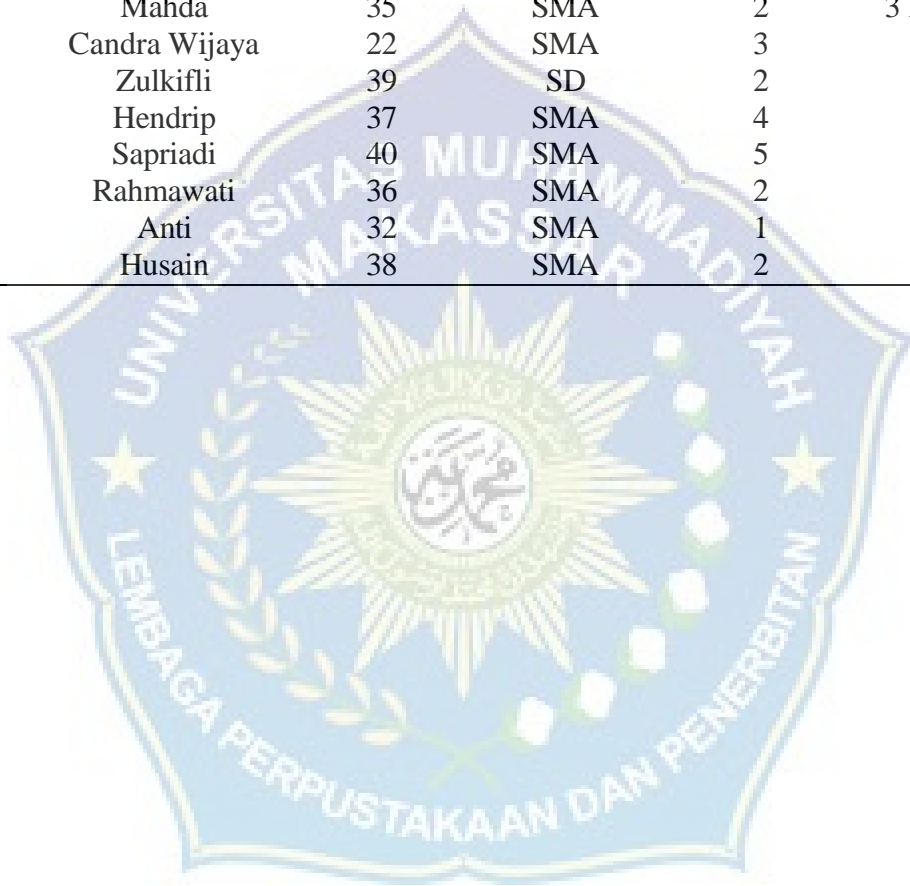 Mahda 35 SMA 2 3
Candra Wijaya 22 SMA 3
Zulkifli 39 SD 2
Hendrip 37 SMA 4
Sapriadi 40 SMA 5
Rahmawati 36 SMA 2
Anti 32 SMA 1
Husain 38 SMA 2
UNIVERSITAS MUHAMMADIYAH
MAKASSAR
LEMBAGA PERPUSTAKAAN DAN PENERBITAN